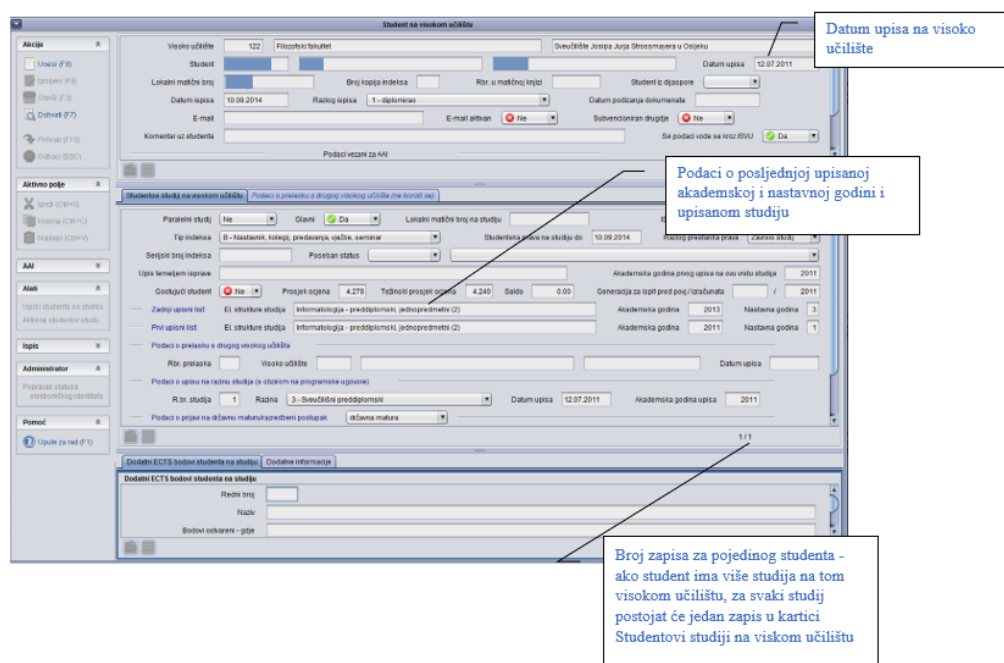 Student na visokom učilištu
Datum upisa na visoko
učilište
Akcije
Unesi (F6)
Izmijeni (F8)
Obriši (F3)
Dohvati (F7)
Prihvati (F10)
Odbaci (ESC)
Aktivno polje
Izreži (Ctrl+X)
Kopiraj (Ctrl+C)
Nalijepi (Ctrl+V)
AAI
Alati
Ispiši studenta sa studija
Aktiviraj studentov studij
Ispis
Administrator
Popravak statusa
elektroničkog identiteta
Pomoć
Upute za rad (F1)
Visoko učilište 122 Filozofski fakultet Sveučilište Josipa Jurja Strossmayera u Osijeku
Student Datum upisa 12.07.2011
Lokalni matični broj Broj kopija indeksa Rbr. u matičnoj knjizi Student iz dijaspore
Datum ispisa 10.09.2014 Razlog ispisa 1 - diplomirao Datum podizanja dokumenata
E-mail E-mail aktivan Ne Subvencioniran drugdje Ne
Komentar uz studenta Svi podaci vode se kroz ISVU Da
Podaci vezani za AAI
Podaci o posljednjoj upisanoj
akademskoj i nastavnoj godini i
upisanom studiju
Studentovi studiji na visokom učilištu Podaci o prelasku s drugog visokog učilišta (ne koristi se)
Paralelni studij Ne Glavni Da Lokalni matični broj na studiju
Tip indeksa B - Nastavnik, kolegij, predavanja, vježbe, seminar Studentska prava na studiju do 10.09.2014 Razlog prestanka prava Završio studij
Serijski broj indeksa Poseban status
Upis temeljem isprave Akademska godina prvog upisa na ovu vrstu studija 2011
Gostujući student Ne Prosjek ocjena 4.279 Težinski prosjek ocjena 4.249 Saldo 0.00 Generacija za ispit pred povj./izračunata / 2011
Zadnji upisni list El. strukture studija Informatologija - preddiplomski, jednopredmetni (2) Akademska godina 2013 Nastavna godina 3
Prvi upisni list El. strukture studija Informatologija - preddiplomski, jednopredmetni (2) Akademska godina 2011 Nastavna godina 1
Podaci o prelasku s drugog visokog učilišta
Rbr. prelaska Visoko učilište Datum upisa
Podaci o upisu na razinu studija (s obzirom na programske ugovore)
R.br. studija 1 Razina 3 - Sveučilišni preddiplomski Datum upisa 12.07.2011 Akademska godina upisa 2011
Podaci o prijavi na državnu maturu/razredbeni postupak državna matura
1 / 1
Dodatni ECTS bodovi studenta na studiju Dodatne informacije
Dodatni ECTS bodovi studenta na studiju
Redni broj
Naziv
Bodovi ostvareni - gdje
Broj zapisa za pojedinog studenta -
ako student ima više studija na tom
visokom učilištu, za svaki studij
postojat će jedan zapis u kartici
Studentovi studiji na viskom učilištu